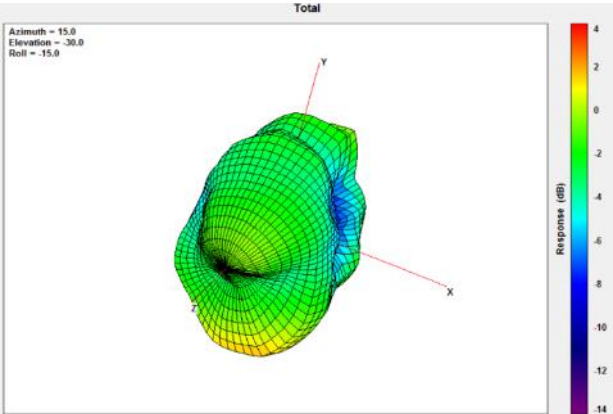 Total
Azimuth = 15.0
Elevation = -30.0
Roll = -15.0
Y
X
Z
4
2
0
-2
-4
-6
-8
-10
-12
-14
Response (dB)